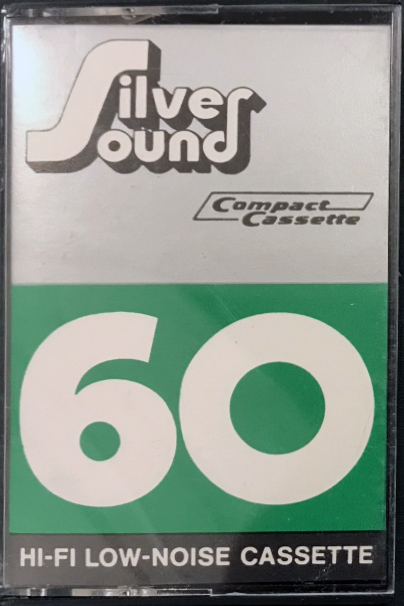 Silver
Sound
Compact
Cassette
60
HI-FI LOW-NOISE CASSETTE